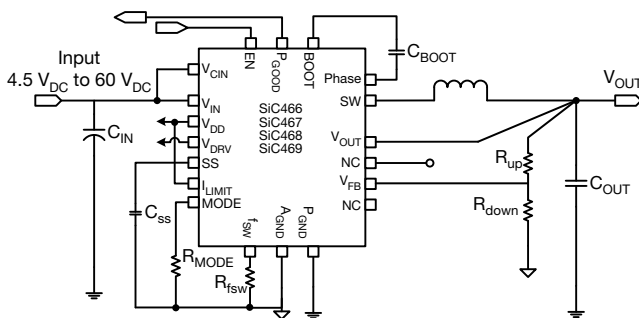 Input
4.5 VDC to 60 VDC
CIN
EN
PGOOD
BOOT
CBOOT
Phase
VCIN
VIN
VDD
VDRV
SS
ILIMIT
MODE
SiC466
SiC467
SiC468
SiC469
SW
VOUT
NC
VFB
NC
fSW
AGND
PGND
Css
RMODE
Rfsw
VOUT
Rup
Rdown
COUT